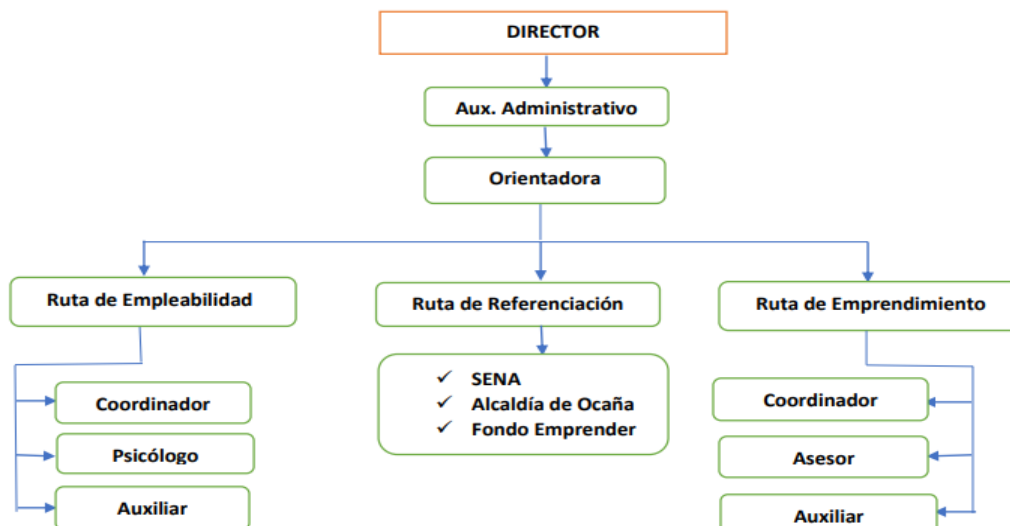 DIRECTOR
Aux. Administrativo
Orientadora
Ruta de Empleabilidad
Ruta de Referenciación
Ruta de Emprendimiento
Coordinador
Psicólogo
Auxiliar
✓ SENA
✓ Alcaldía de Ocaña
✓ Fondo Emprender
Coordinador
Asesor
Auxiliar